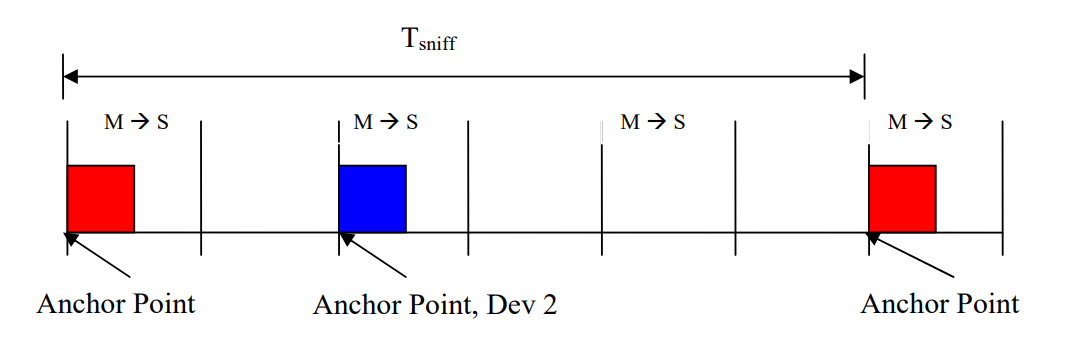 Tsniff
M → S M → S M → S M → S
Anchor Point Anchor Point, Dev 2 Anchor Point